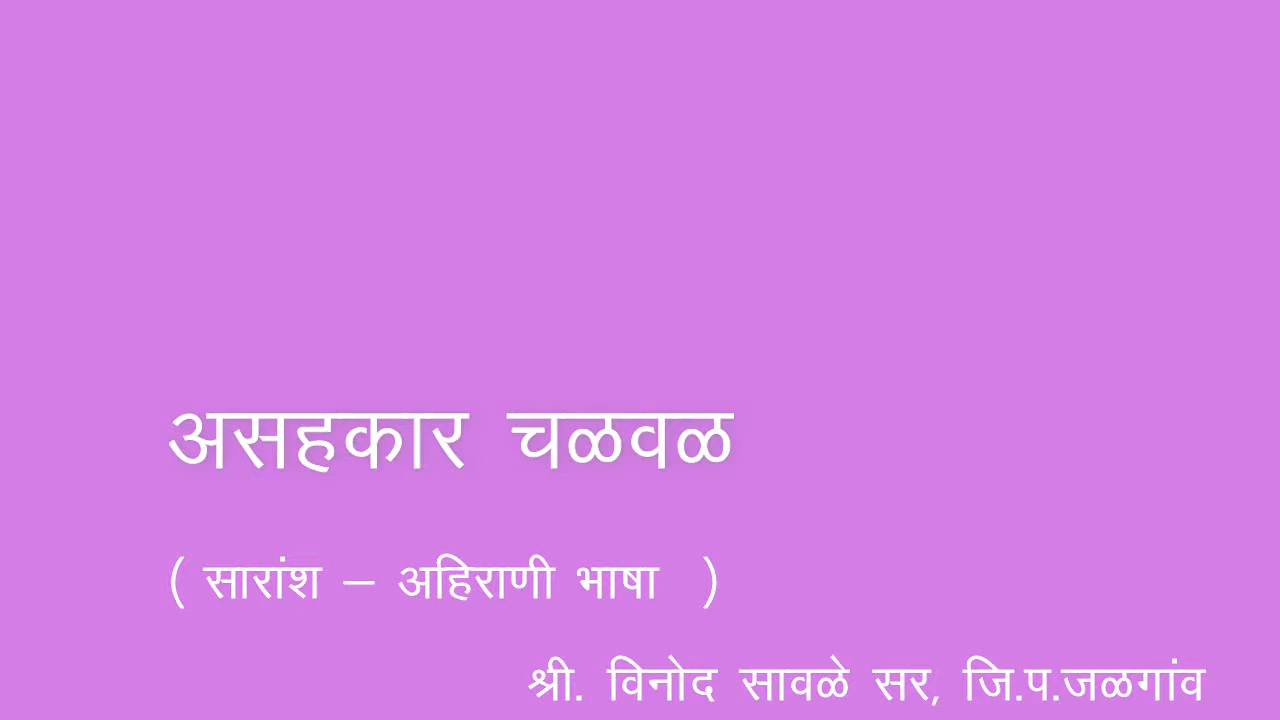 असहकार चळवळ
( सारांश – अहिराणी भाषा )
श्री. विनोद सावळे सर, जि.प.जळगांव